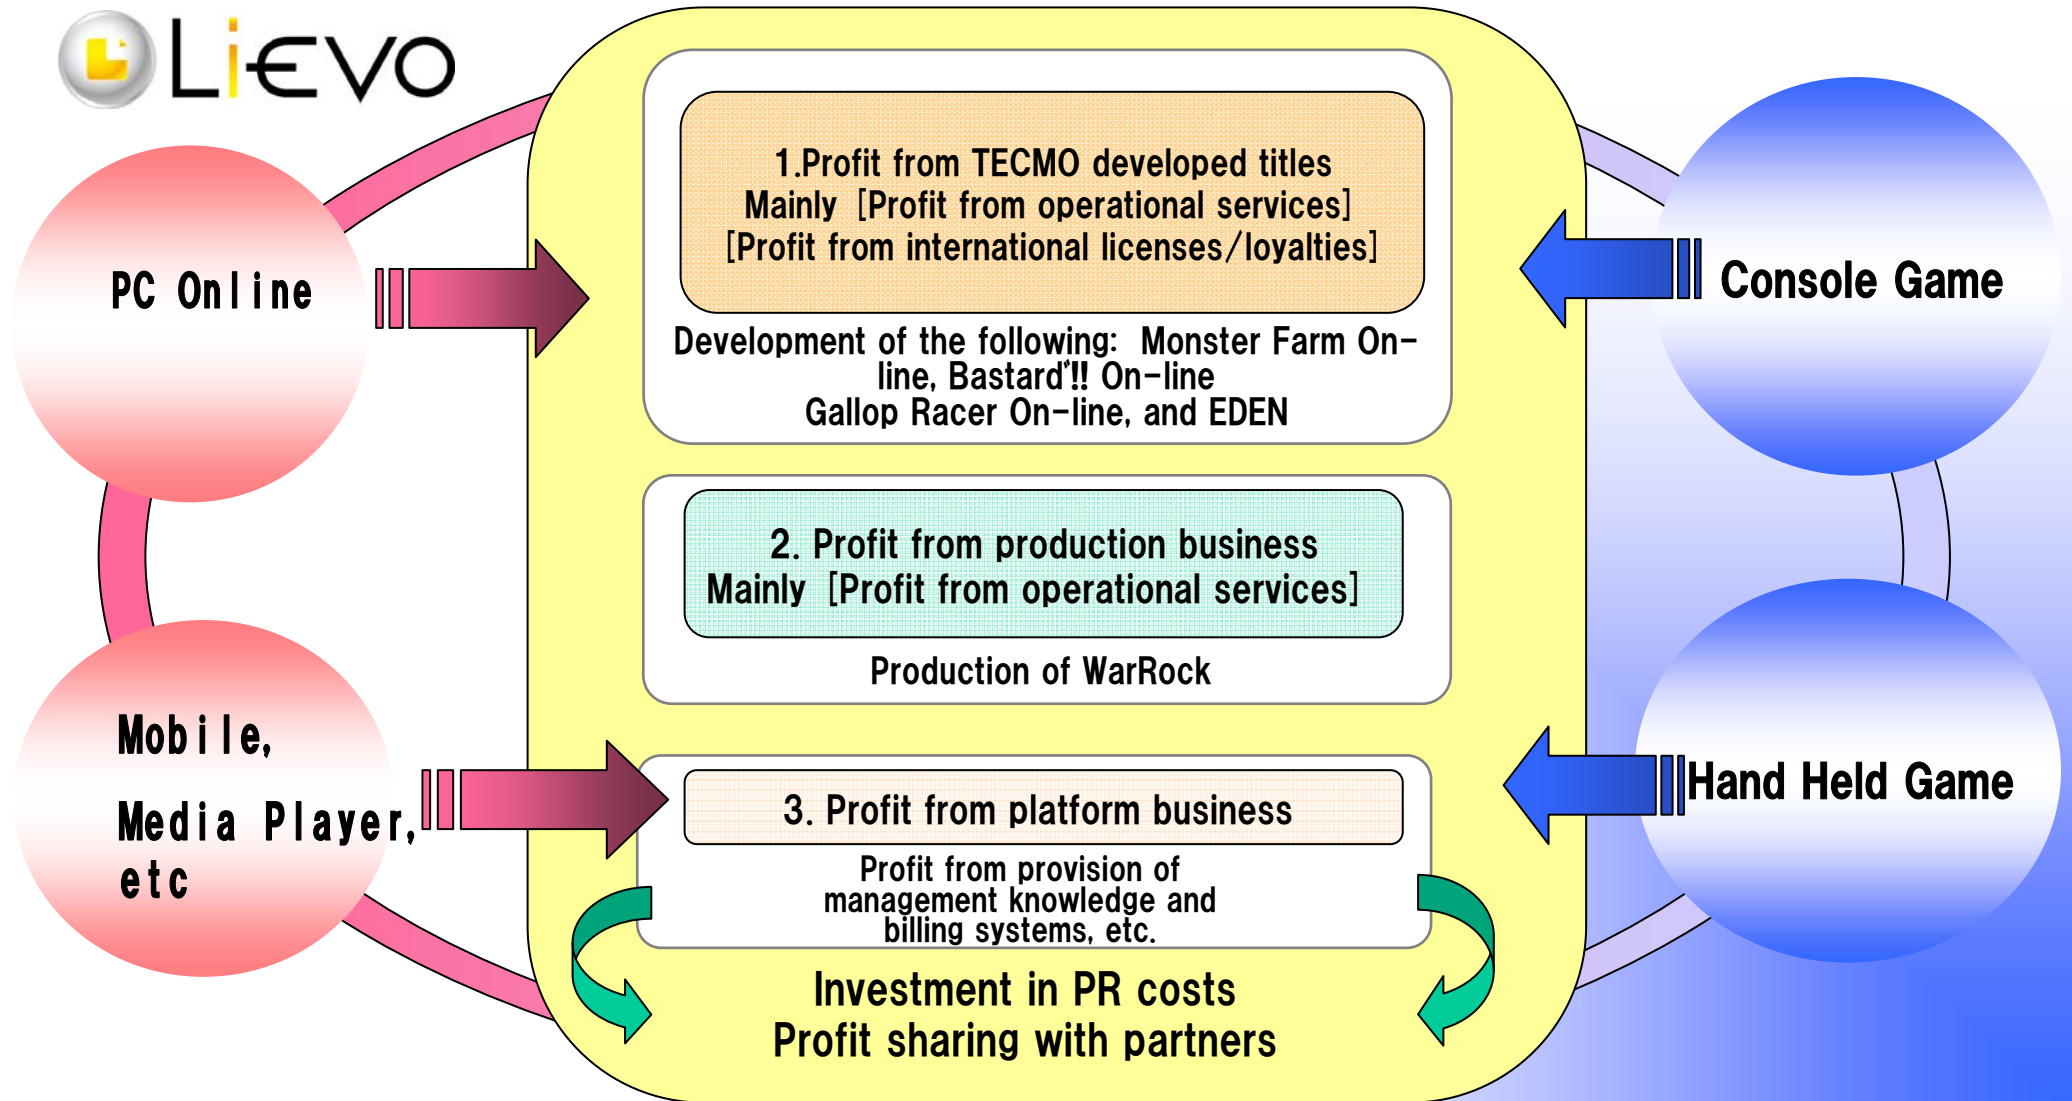 LiEVO
1.Profit from TECMO developed titles
Mainly [Profit from operational services]
[Profit from international licenses/loyalties]
Development of the following: Monster Farm On-
line, Bastard!! On-line
Gallop Racer On-line, and EDEN
PC Online
Console Game
2. Profit from production business
Mainly [Profit from operational services]
Production of WarRock
Mobile,
Media Player,
etc
3. Profit from platform business
Profit from provision of
management knowledge and
billing systems, etc.
Hand Held Game
Investment in PR costs
Profit sharing with partners